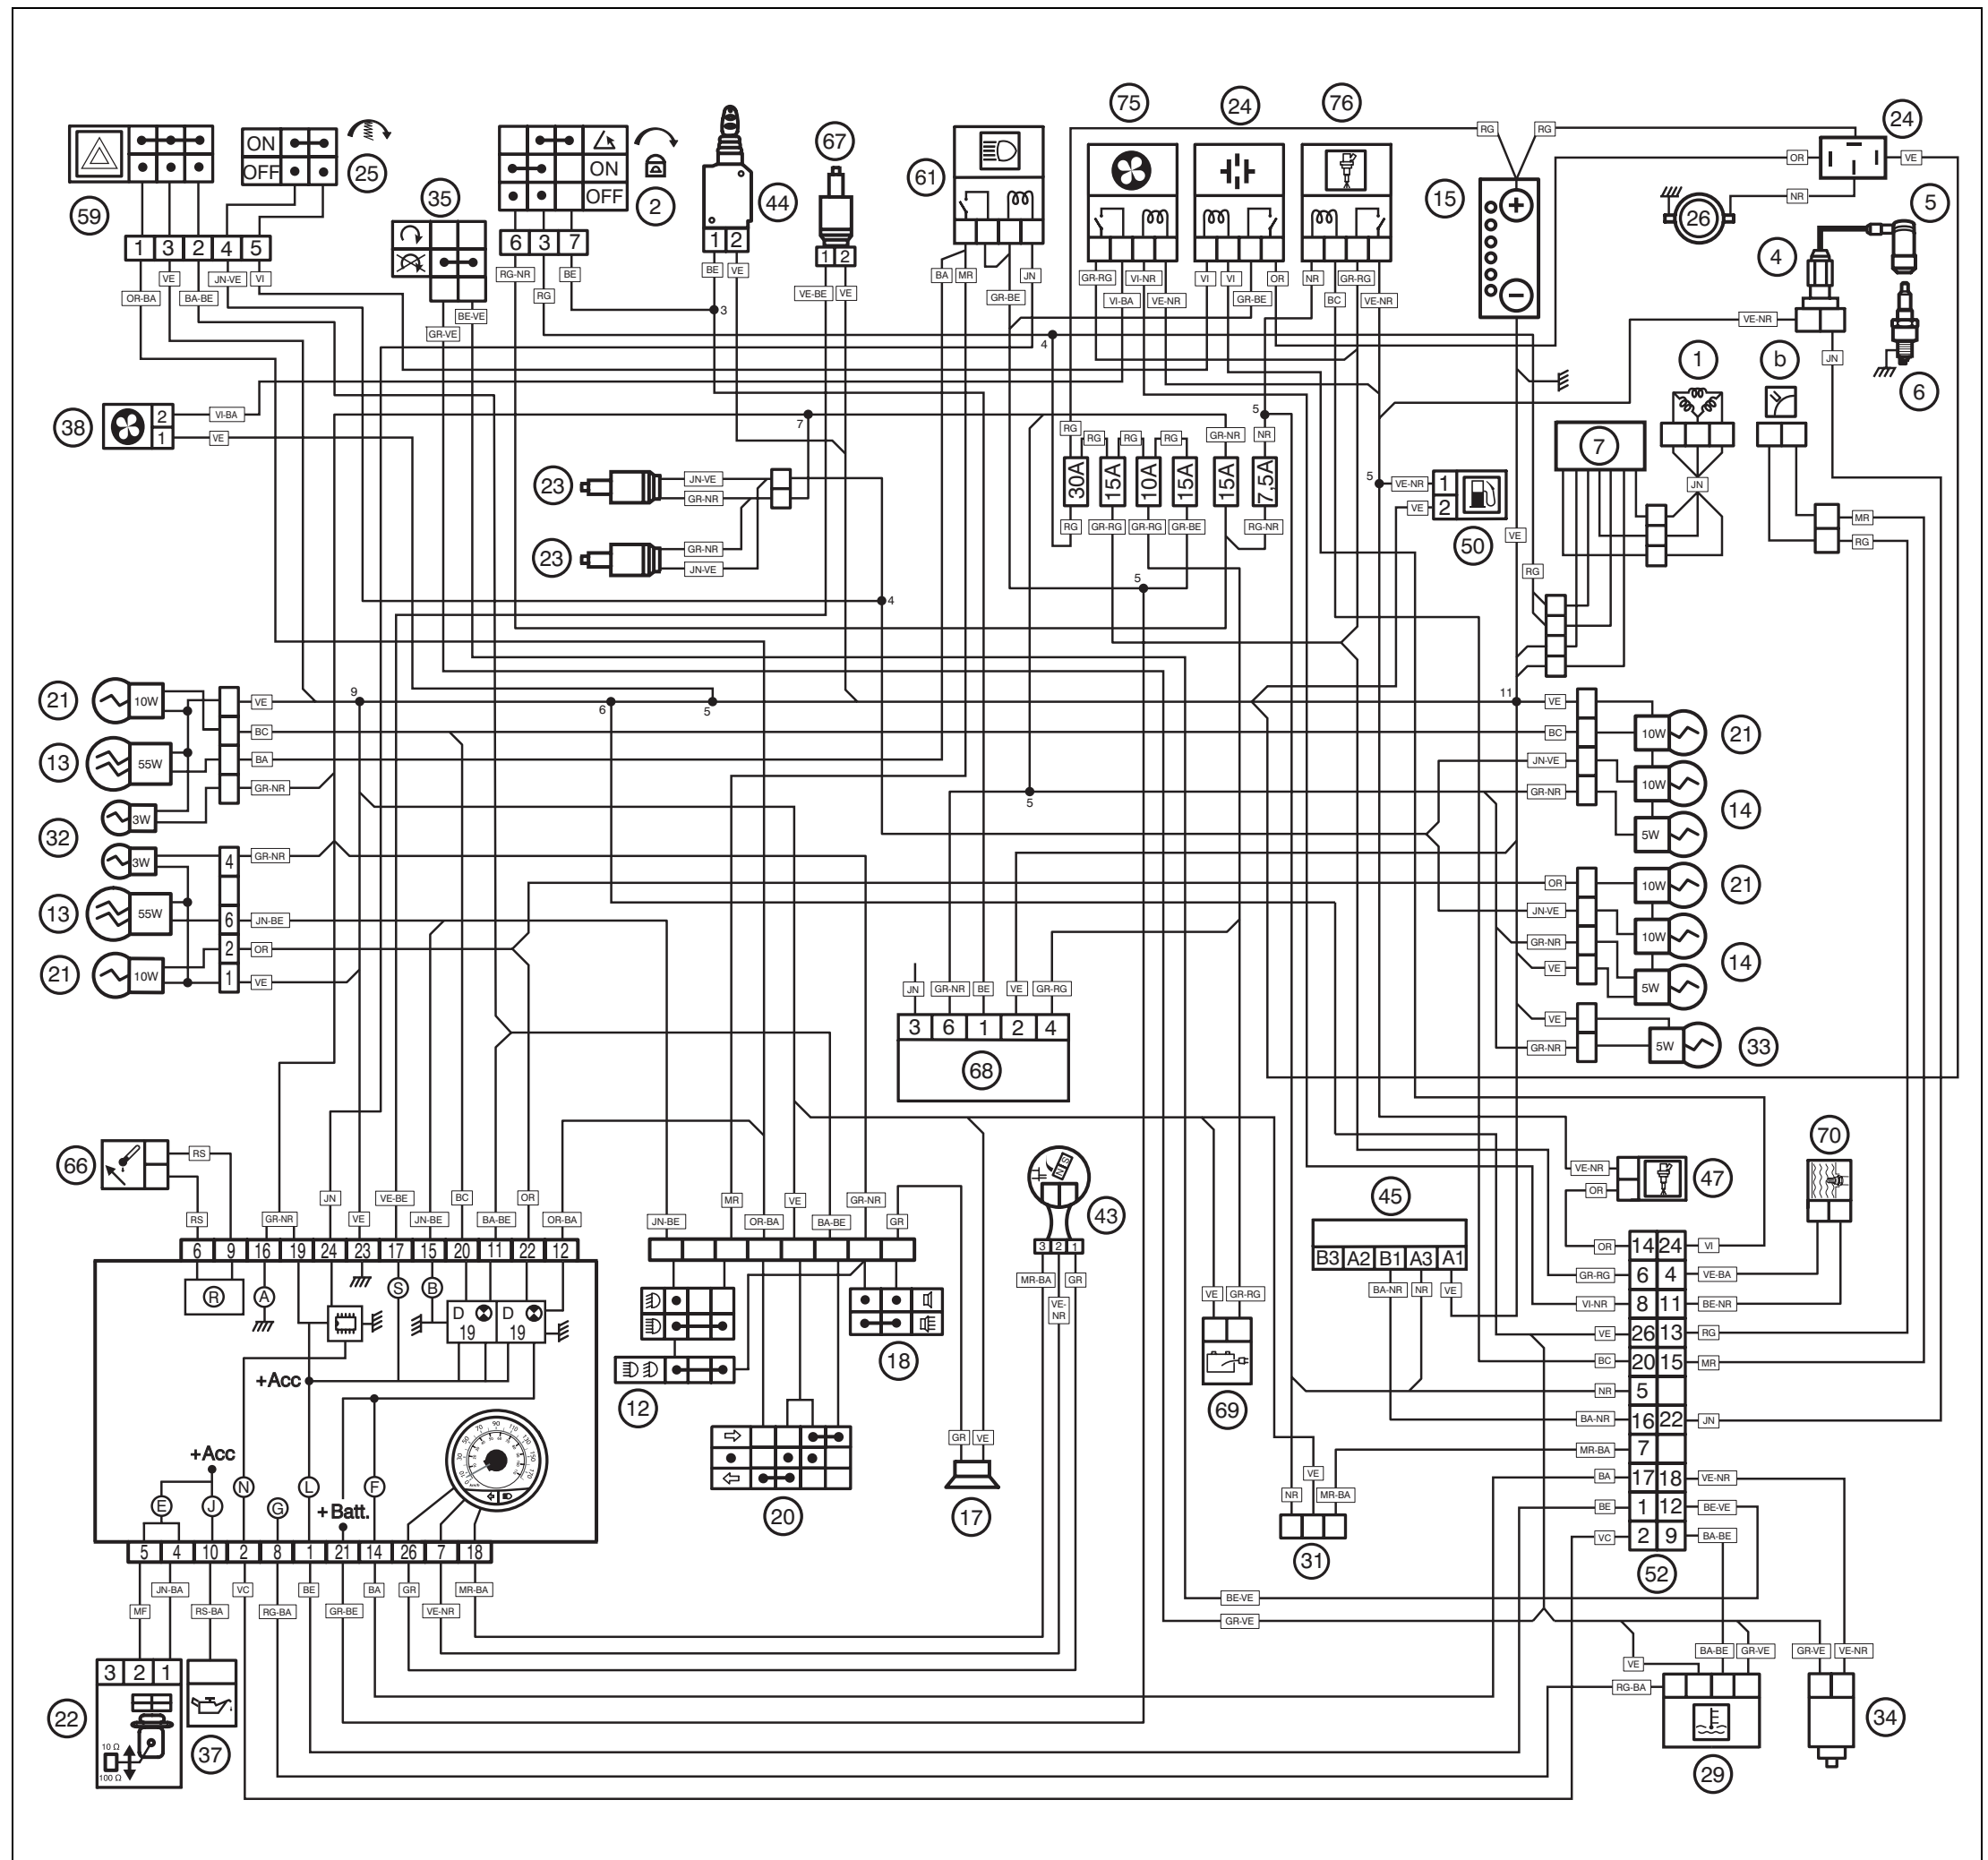 75 24 76
24
59 ON OFF 25
35
ON
OFF
2
44
67
61
15
+
−
26
5
4
6
RG RG
OR VE
NR
1 3 2 4 5
6 3 7
1 2
1 2
OR-BA VE BA-BE JN-VE VI
RG-NR RG BE
BE VE
VE-BE VE
BA MR GR-BE JN
GR-RG VI-BA VI-NR VE-NR
VI VI GR-BE OR
NR BC GR-RG VE-NR
GR-VE BE-VE
3
4
VE-NR
JN
1 b
38 2 1
VI-BA
VE
7
5
RG RG RG RG GR-NR NR
30A 15A 10A 15A 15A 7,5A
RG GR-RG GR-RG GR-BE RG-NR
23 JN-VE
GR-NR
23 GR-NR
JN-VE
5
VE-NR 1
VE 2
50
7
JN
MR
RG
VE
RG
5
4
21 10W
13 55W
32 3W
3W
13 55W
21 10W
VE
BC
BA
GR-NR
4 GR-NR
6 JN-BE
2 OR
1 VE
9 6 5 11
5
VE
BC
JN-VE
GR-NR
10W 21
10W
14
5W
OR
JN-VE
GR-NR
VE
10W 21
10W
14
5W
VE
GR-NR
5W 33
JN GR-NR BE VE GR-RG
3 6 1 2 4
68
66 RS
RS
GR-NR JN VE VE-BE JN-BE BC BA-BE OR OR-BA
6 9 16 19 24 23 17 15 20 11 22 12
R A S B
D D
19 19
+Acc
+Acc
E J N G L F
+Batt.
5 4 10 2 8 1 21 14 26 7 18
MF JN-BA RS-BA VC RG-BA BE GR-BE BA GR VE-NR MR-BA
3 2 1
22
10 Ω
100 Ω
37
JN-BE MR OR-BA VE BA-BE GR-NR GR
12
18
20
GR VE
17
N S
43
3 2 1
MR-BA VE-NR GR
VE GR-RG
69
45
B3 A2 B1 A3 A1
BA-NR NR VE
NR VE MR-BA
31
VE-NR
OR
47
70
OR 14 24 VI
GR-RG 6 4 VE-BA
VI-NR 8 11 BE-NR
VE 26 13 RG
BC 20 15 MR
NR 5
BA-NR 16 22 JN
MR-BA 7
BA 17 18 VE-NR
BE 1 12 BE-VE
VC 2 9 BA-BE
52
BE-VE
GR-VE
VE BA-BE GR-VE
RG-BA
29
GR-VE VE-NR
34